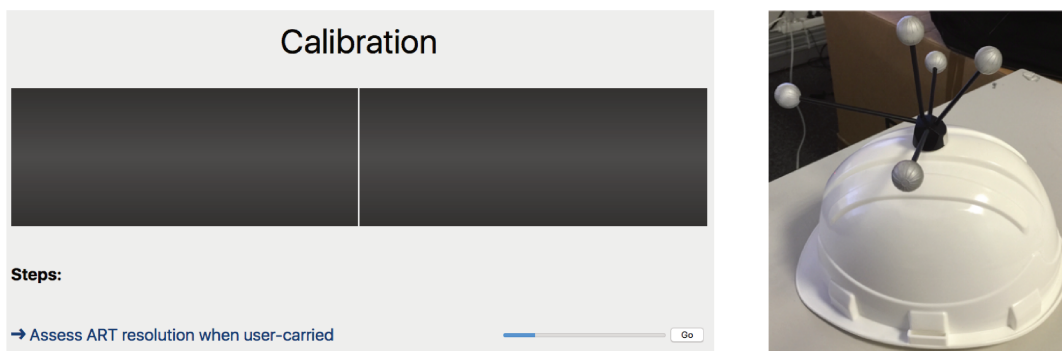 Calibration
Steps:
➔ Assess ART resolution when user-carried
Go